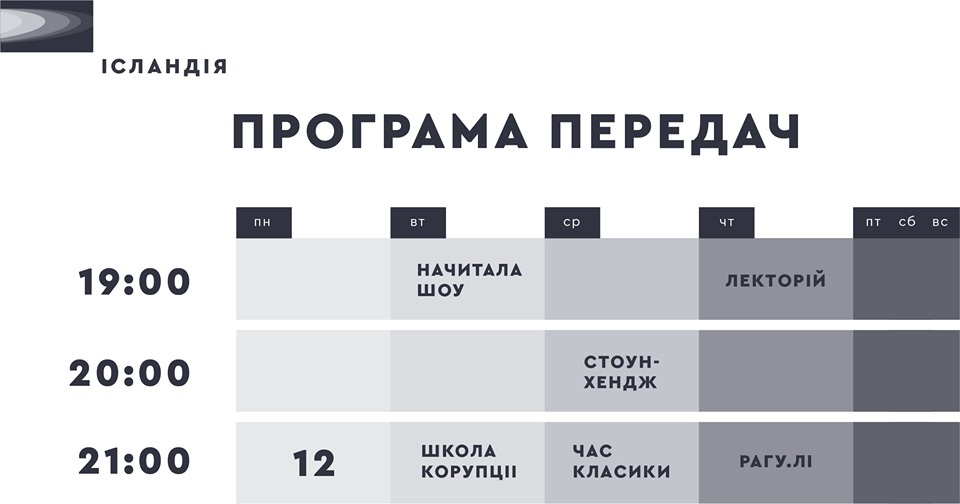 ІСЛАНДІЯ
ПРОГРАМА ПЕРЕДАЧ
пн вт ср чт пт сб вс
19:00
НАЧИТАЛА
ШОУ
ЛЕКТОРІЙ
20:00
СТОУН-
ХЕНДЖ
21:00
12
ШКОЛА
КОРУПЦІІ
ЧАС
КЛАСИКИ
РАГУ.ЛІ